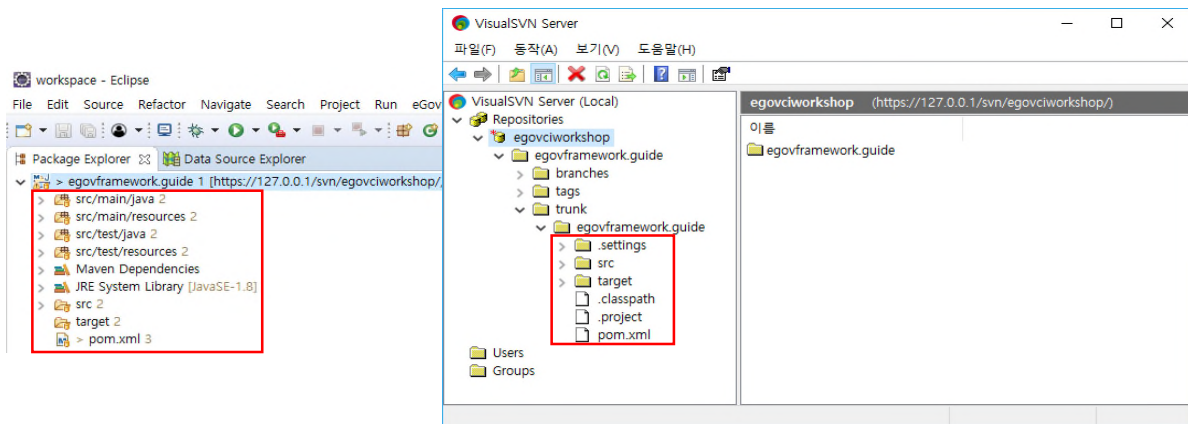 workspace - Eclipse
File Edit Source Refactor Navigate Search Project Run eGov
Package Explorer Data Source Explorer
> egovframework.guide 1 [https://127.0.0.1/svn/egovciworkshop/,
src/main/java 2
src/main/resources 2
src/test/java 2
src/test/resources 2
Maven Dependencies
JRE System Library [JavaSE-1.8]
src 2
target 2
> pom.xml 3
VisualSVN Server
파일(F) 동작(A) 보기(V) 도움말(H)
VisualSVN Server (Local)
Repositories
egovciworkshop
egovframework.guide
branches
tags
trunk
egovframework.guide
.settings
src
target
.classpath
.project
pom.xml
Users
Groups
egovciworkshop (https://127.0.0.1/svn/egovciworkshop/)
이름
egovframework.guide